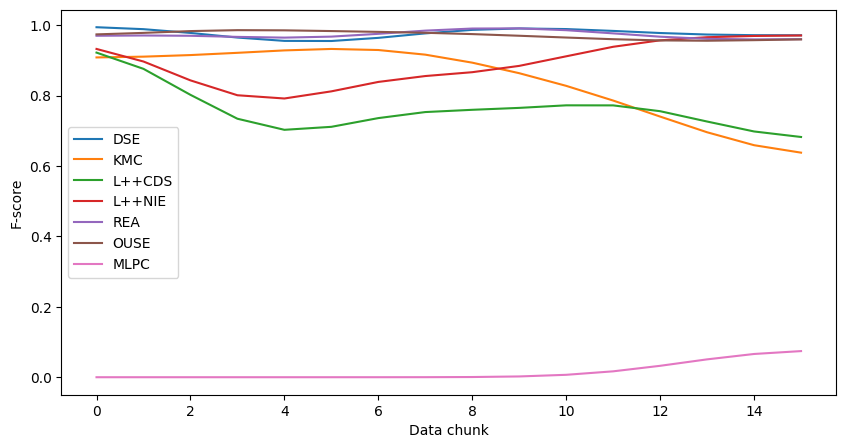 1.0
0.8
0.6
0.4
0.2
0.0
F-score
DSE
KMC
L++CDS
L++NIE
REA
OUSE
MLPC
0 2 4 6 8 10 12 14
Data chunk